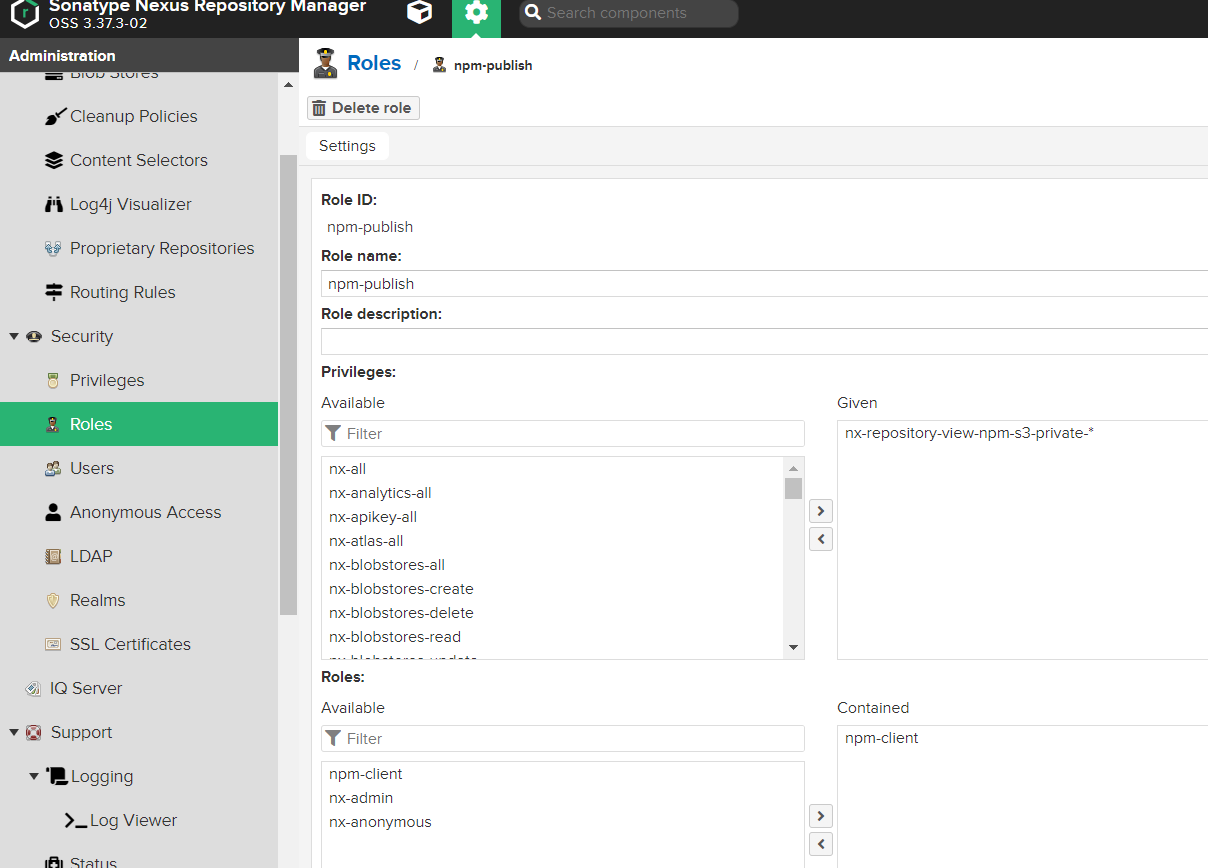 Sonatype Nexus Repository Manager
OSS 3.37.3-02
Search components
Administration
Blob Stores
Cleanup Policies
Content Selectors
Log4j Visualizer
Proprietary Repositories
Routing Rules
Security
Privileges
Roles
Users
Anonymous Access
LDAP
Realms
SSL Certificates
IQ Server
Support
Logging
Log Viewer
Status
Roles / npm-publish
Delete role
Settings
Role ID:
npm-publish
Role name:
npm-publish
Role description:
Privileges:
Available
Filter
nx-all
nx-analytics-all
nx-apikey-all
nx-atlas-all
nx-blobstores-all
nx-blobstores-create
nx-blobstores-delete
nx-blobstores-read
nx-blobstores-update
Given
nx-repository-view-npm-s3-private-*
Roles:
Available
Filter
npm-client
nx-admin
nx-anonymous
Contained
npm-client